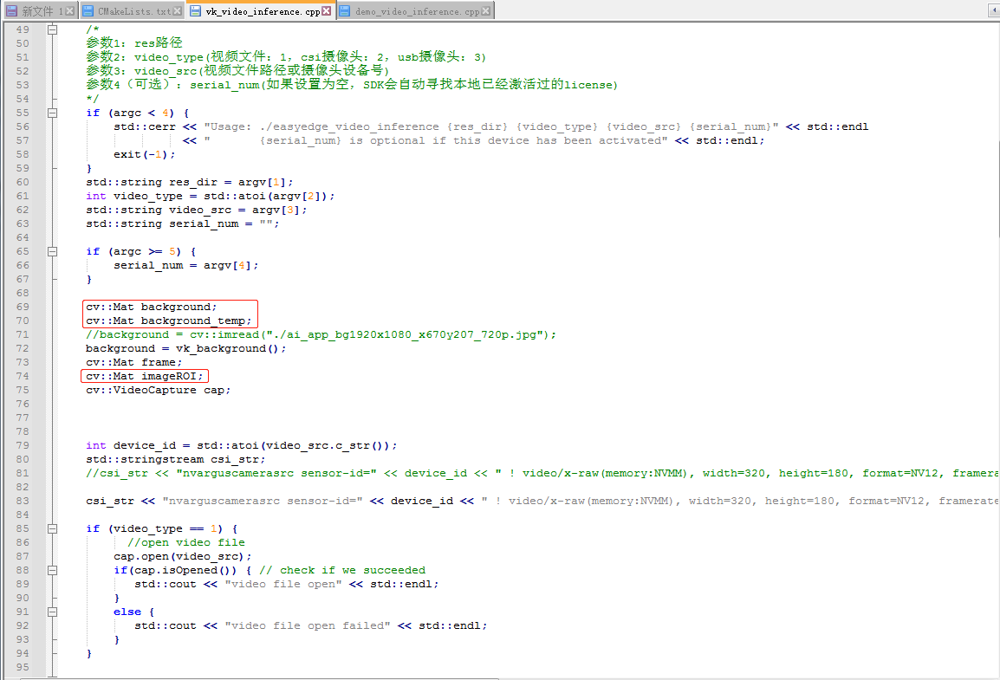 新文件 1 CMakeLists.txt vk_video_inference.cpp demo_video_inference.cpp
49 /*
50 参数1：res路径
51 参数2：video_type(视频文件：1，csi摄像头：2，usb摄像头：3)
52 参数3：video_src(视频文件路径或摄像头设备号)
53 参数4（可选）：serial_num(如果设置为空，SDK会自动寻找本地已经激活过的license)
54 */
55 if (argc < 4) {
56 std::cerr << "Usage: ./easyedge_video_inference {res_dir} {video_type} {video_src} {serial_num}" << std::endl
57 << " {serial_num} is optional if this device has been activated" << std::endl;
58 exit(-1);
59 }
60 std::string res_dir = argv[1];
61 int video_type = std::atoi(argv[2]);
62 std::string video_src = argv[3];
63 std::string serial_num = "";
64
65 if (argc >= 5) {
66 serial_num = argv[4];
67 }
68
69 cv::Mat background;
70 cv::Mat background_temp;
71 //background = cv::imread("./ai_app_bg1920x1080_x670y207_720p.jpg");
72 background = vk_background();
73 cv::Mat frame;
74 cv::Mat imageROI;
75 cv::VideoCapture cap;
76
77
78
79 int device_id = std::atoi(video_src.c_str());
80 std::stringstream csi_str;
81 //csi_str << "nvarguscamerasrc sensor-id=" << device_id << " ! video/x-raw(memory:NVMM), width=320, height=180, format=NV12, framera
82
83 csi_str << "nvarguscamerasrc sensor-id=" << device_id << " ! video/x-raw(memory:NVMM), width=320, height=180, format=NV12, framerate
84
85 if (video_type == 1) {
86 //open video file
87 cap.open(video_src);
88 if(cap.isOpened()) { // check if we succeeded
89 std::cout << "video file open" << std::endl;
90 }
91 else {
92 std::cout << "video file open failed" << std::endl;
93 }
94 }
95